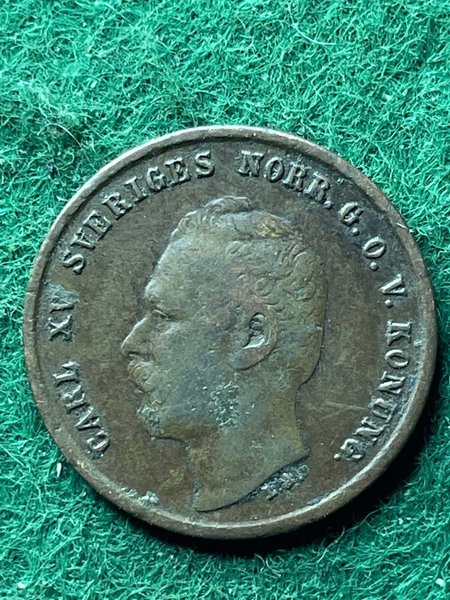 CARL XV SVERIGES NORR. G. O. V. KONUNG.